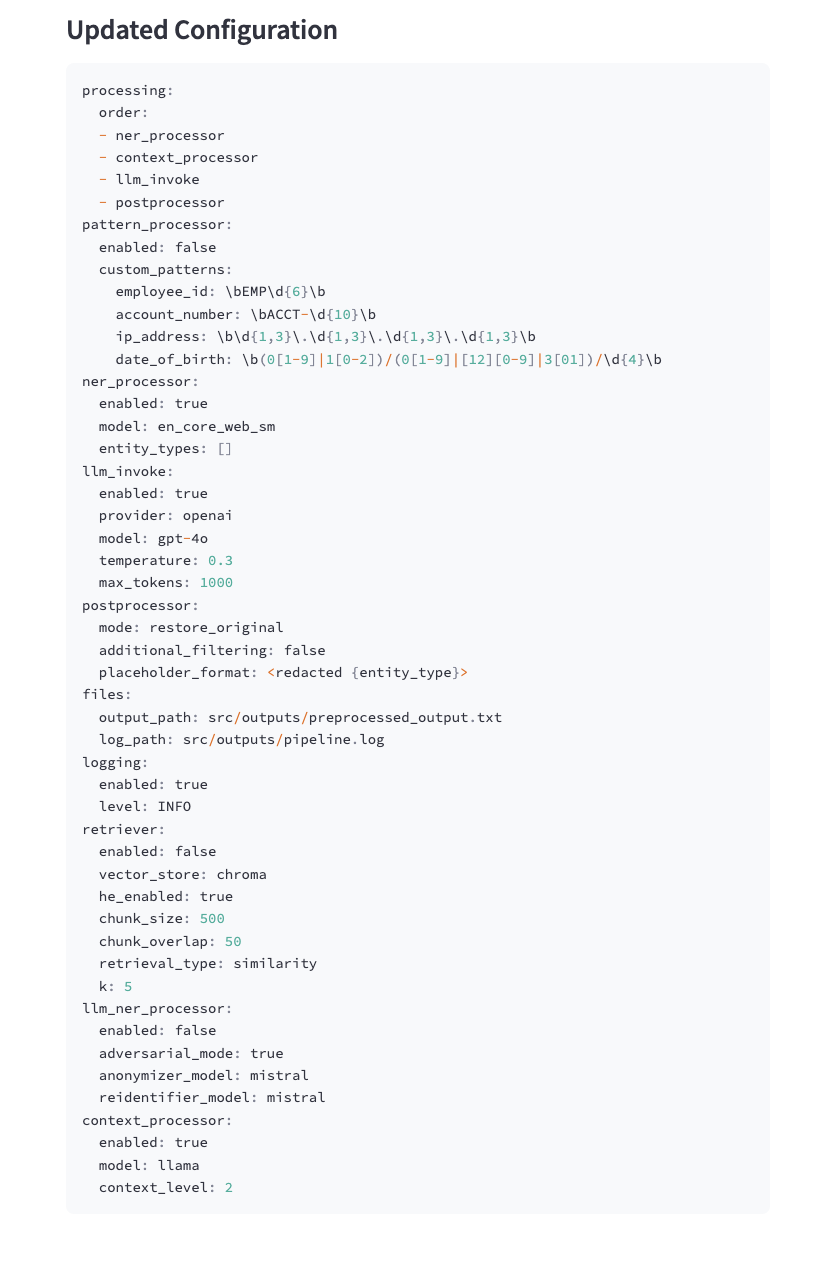 Updated Configuration
processing:
  order:
  - ner_processor
  - context_processor
  - llm_invoke
  - postprocessor
pattern_processor:
  enabled: false
  custom_patterns:
    employee_id: \bEMP\d{6}\b
    account_number: \bACCT-\d{10}\b
    ip_address: \b\d{1,3}\.\d{1,3}\.\d{1,3}\.\d{1,3}\b
    date_of_birth: \b(0[1-9]|1[0-2])/(0[1-9]|[12][0-9]|3[01])/\d{4}\b
ner_processor:
  enabled: true
  model: en_core_web_sm
  entity_types: []
llm_invoke:
  enabled: true
  provider: openai
  model: gpt-4o
  temperature: 0.3
  max_tokens: 1000
postprocessor:
  mode: restore_original
  additional_filtering: false
  placeholder_format: <redacted {entity_type}>
files:
  output_path: src/outputs/preprocessed_output.txt
  log_path: src/outputs/pipeline.log
logging:
  enabled: true
  level: INFO
retriever:
  enabled: false
  vector_store: chroma
  he_enabled: true
  chunk_size: 500
  chunk_overlap: 50
  retrieval_type: similarity
  k: 5
llm_ner_processor:
  enabled: false
  adversarial_mode: true
  anonymizer_model: mistral
  reidentifier_model: mistral
context_processor:
  enabled: true
  model: llama
  context_level: 2